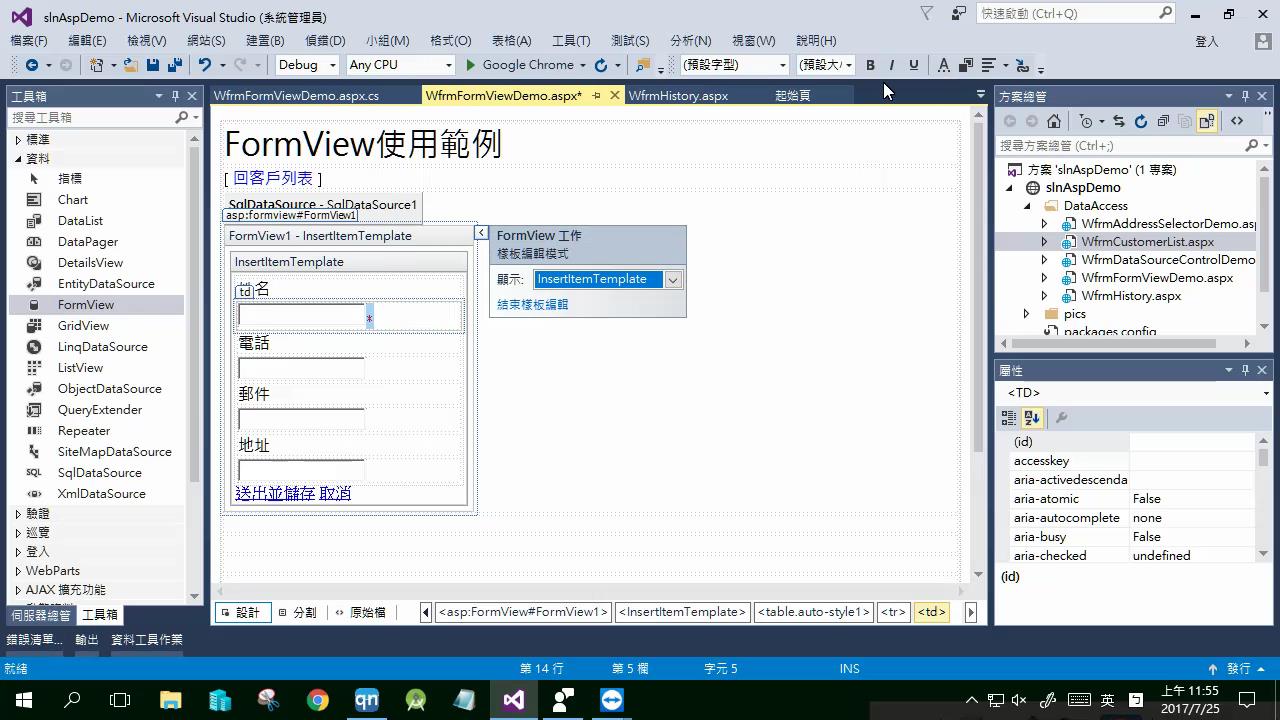 slnAspDemo - Microsoft Visual Studio (系統管理員)
快速啟動 (Ctrl+Q)
檔案(F) 編輯(E) 檢視(V) 網站(S) 建置(B) 偵錯(D) 小組(M) 格式(O) 表格(A) 工具(T) 測試(S) 分析(N) 視窗(W) 說明(H)
登入
Debug Any CPU Google Chrome (預設字型) (預設大
工具箱
搜尋工具箱
標準
資料
指標
Chart
DataList
DataPager
DetailsView
EntityDataSource
FormView
GridView
LinqDataSource
ListView
ObjectDataSource
QueryExtender
Repeater
SiteMapDataSource
SqlDataSource
XmlDataSource
驗證
巡覽
登入
WebParts
AJAX 擴充功能
伺服器總管 工具箱
WfrmFormViewDemo.aspx.cs WfrmFormViewDemo.aspx* WfrmHistory.aspx 起始頁
FormView使用範例
[ 回客戶列表 ]
SqlDataSource - SqlDataSource1
asp:formview#FormView1
FormView1 - InsertItemTemplate
InsertItemTemplate
名
td
*
電話
郵件
地址
送出並儲存 取消
FormView 工作
樣板編輯模式
顯示: InsertItemTemplate
結束樣板編輯
設計 分割 原始檔 <asp:FormView#FormView1> <InsertItemTemplate> <table.auto-style1> <tr> <td>
方案總管
搜尋方案總管 (Ctrl+;)
方案 'slnAspDemo' (1 專案)
slnAspDemo
DataAccess
WfrmAddressSelectorDemo.asp
WfrmCustomerList.aspx
WfrmDataSourceControlDemo
WfrmFormViewDemo.aspx
WfrmHistory.aspx
pics
packages.config
屬性
<TD>
(id)
accesskey
aria-activedescenda
aria-atomic False
aria-autocomplete none
aria-busy False
aria-checked undefined
(id)
錯誤清單... 輸出 資料工具作業
就緒 第 14 行 第 5 欄 字元 5 INS 發行
英
上午 11:55
2017/7/25